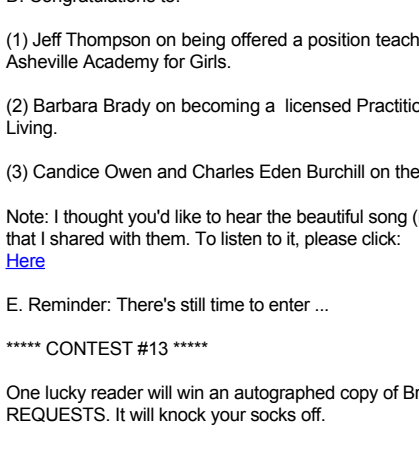 (1) Jeff Thompson on being offered a position teach
Asheville Academy for Girls.
(2) Barbara Brady on becoming a  licensed Practitio
Living.
(3) Candice Owen and Charles Eden Burchill on the
Note: I thought you'd like to hear the beautiful song (
that I shared with them. To listen to it, please click:
Here
E. Reminder: There's still time to enter ...
***** CONTEST #13 *****
One lucky reader will win an autographed copy of Br
REQUESTS. It will knock your socks off.